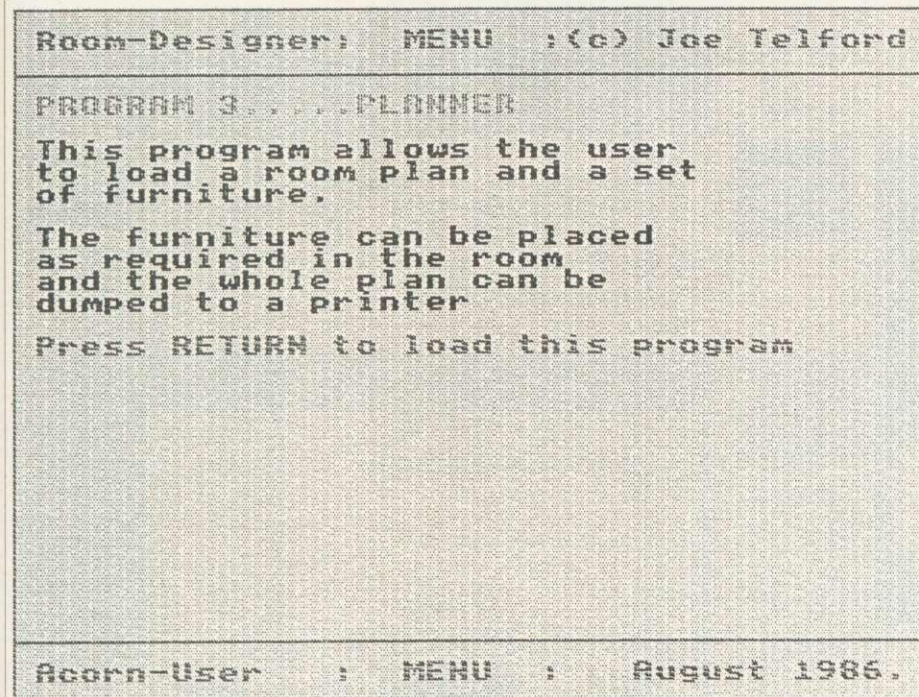 Room-Designer: MENU :(c) Joe Telford
PROGRAM 3.....PLANNER
This program allows the user
to load a room plan and a set
of furniture.
The furniture can be placed
as required in the room
and the whole plan can be
dumped to a printer
Press RETURN to load this program
Acorn-User : MENU : August 1986.